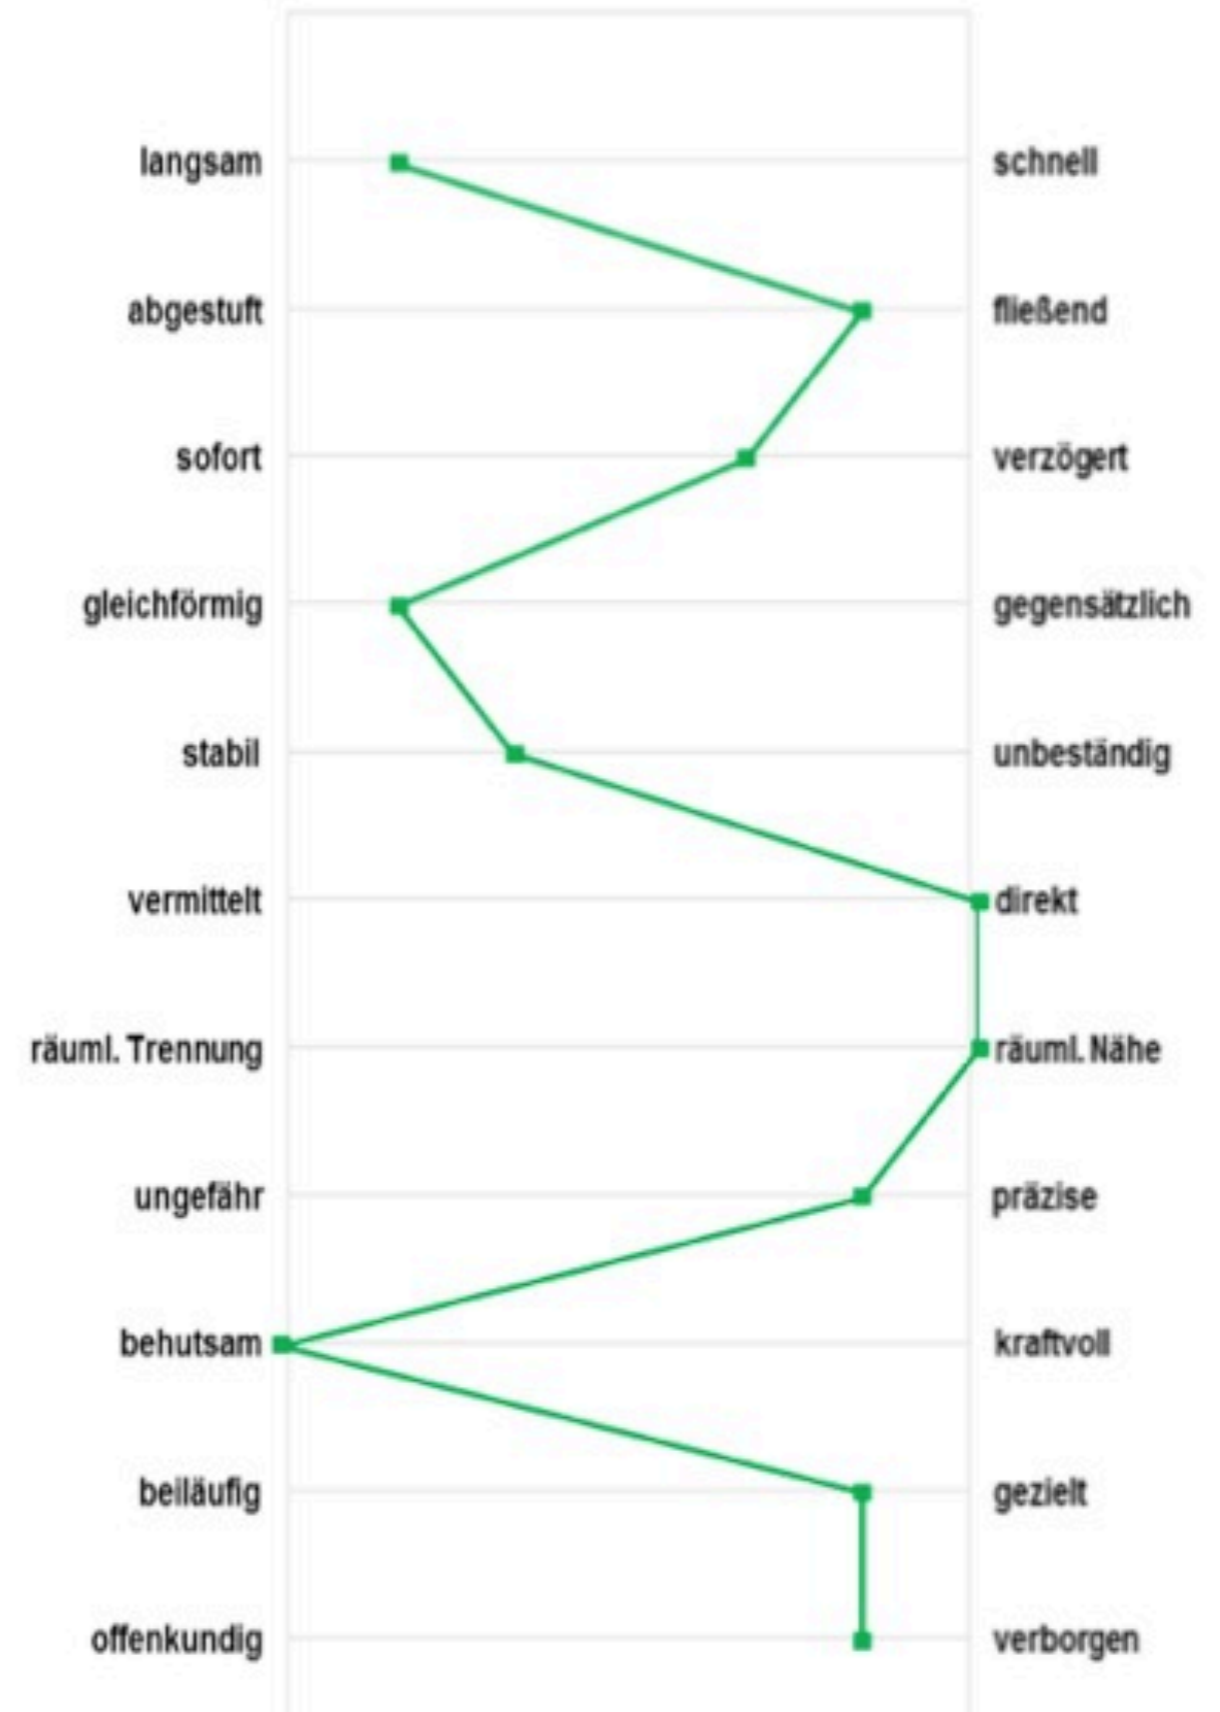 langsam schnell
abgestuft fließend
sofort verzögert
gleichförmig gegensätzlich
stabil unbeständig
vermittelt direkt
räuml. Trennung räuml. Nähe
ungefähr präzise
behutsam kraftvoll
beiläufig gezielt
offenkundig verborgen